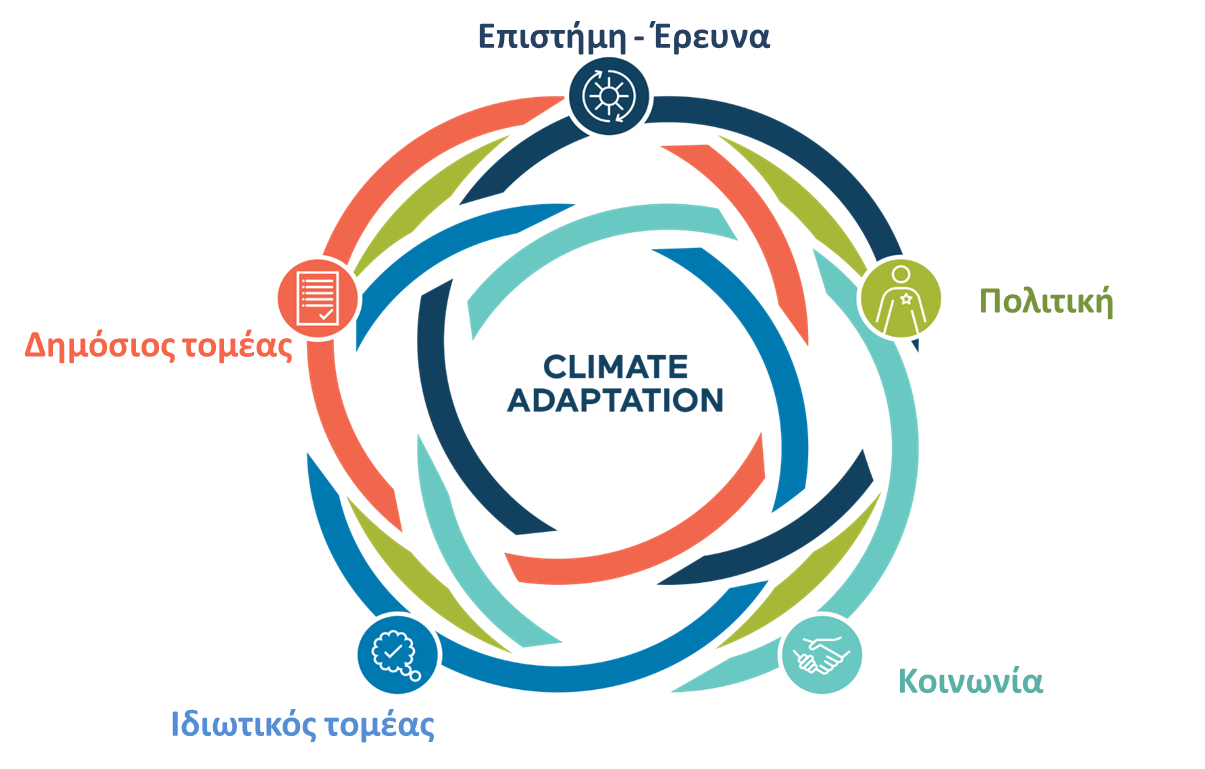 Επιστήμη - Έρευνα
Πολιτική
Δημόσιος τομέας
CLIMATE
ADAPTATION
Κοινωνία
Ιδιωτικός τομέας